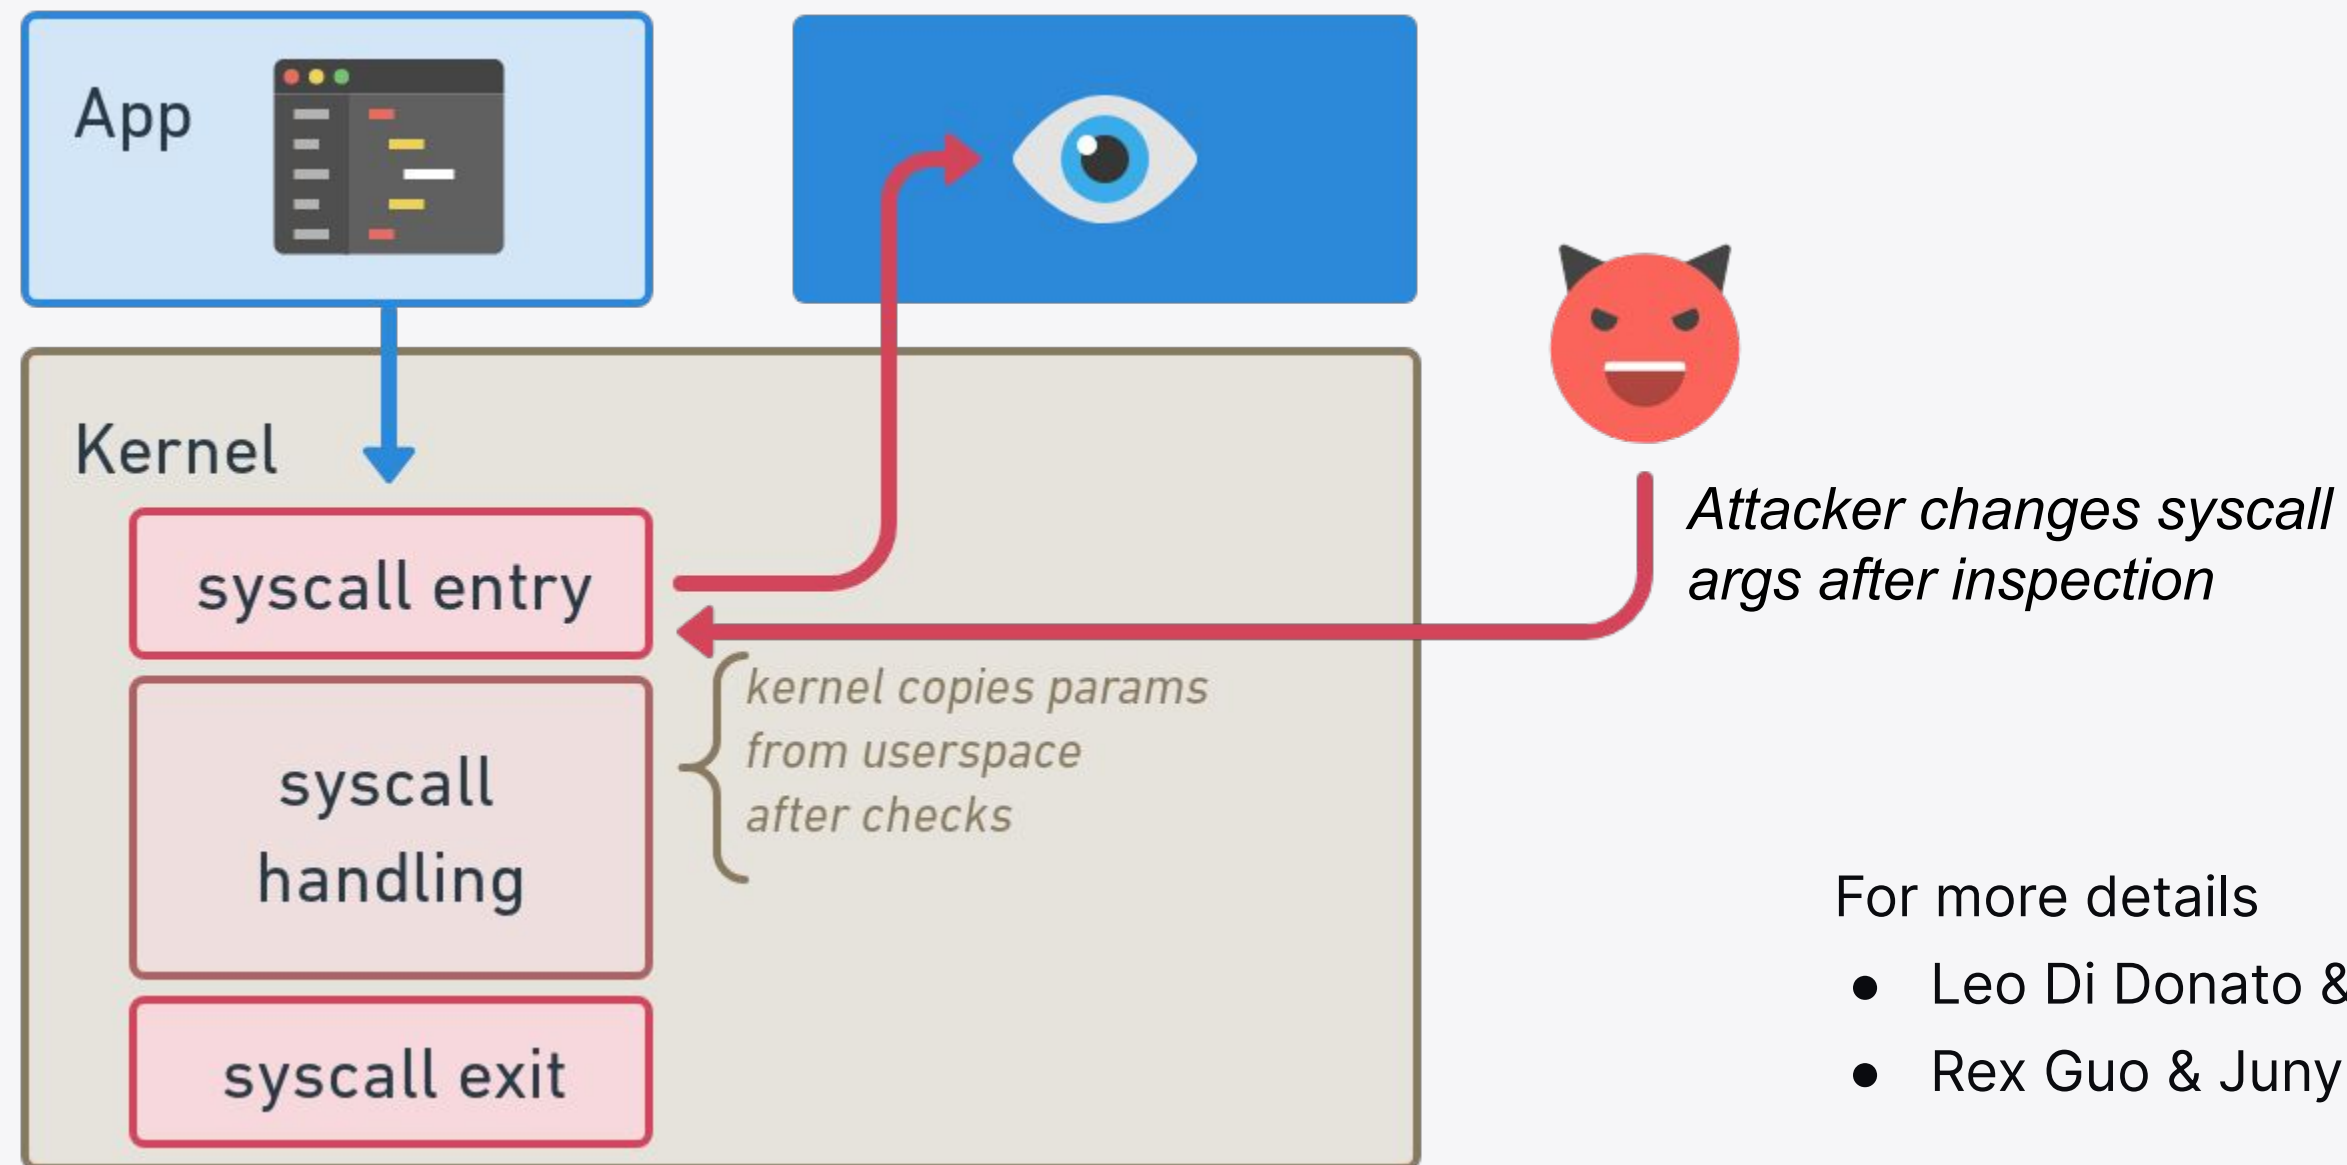 App
Kernel
syscall entry
Attacker changes syscall
args after inspection
kernel copies params
from userspace
after checks
syscall
handling
syscall exit
For more details
● Leo Di Donato &
● Rex Guo & Juny